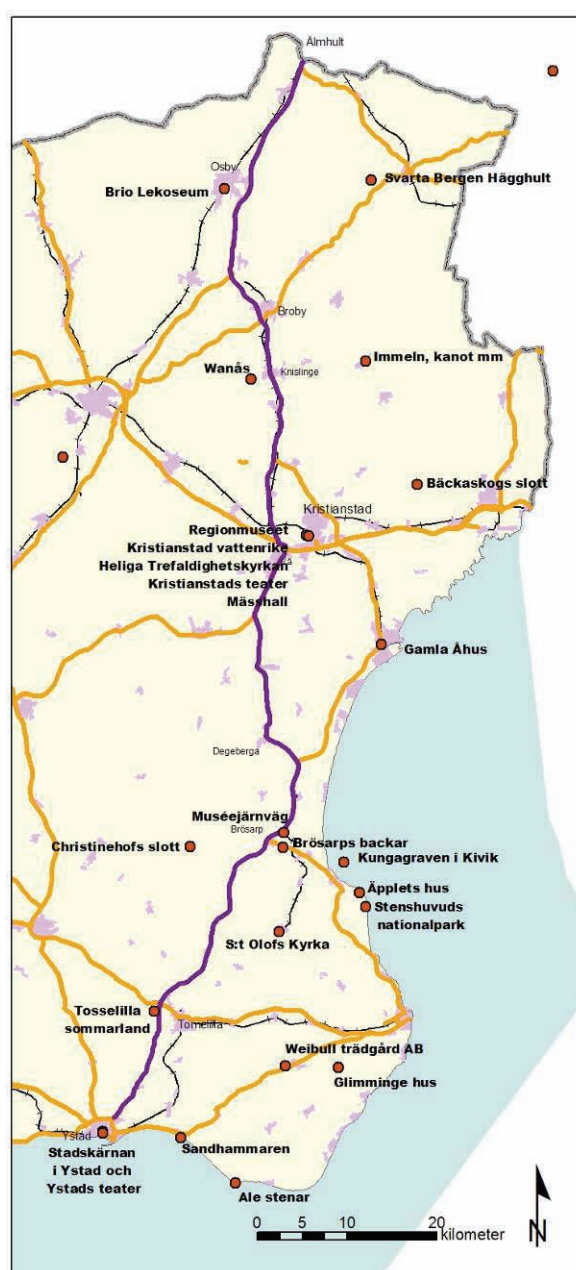 Älmhult
Osby
Brio Lekoseum
Svarta Bergen Hägghult
Broby
Immeln, kanot mm
Wanås
Knislinge
Bäckaskogs slott
Kristianstad
Regionmuseet
Kristianstad vattenrike
Heliga Trefaldighetskyrkan
Kristianstads teater
Mässhall
Gamla Åhus
Degeberga
Muséejärnväg
Brösarp
Brösarps backar
Christinehofs slott
Kungagraven i Kivik
Äpplets hus
Stenshuvuds
nationalpark
S:t Olofs Kyrka
Tosselilla
sommarland
Tomelilla
Weibull trädgård AB
Glimminge hus
Ystad
Stadskärnan
i Ystad och
Ystads teater
Sandhammaren
Ale stenar
0 5 10 20
kilometer
N